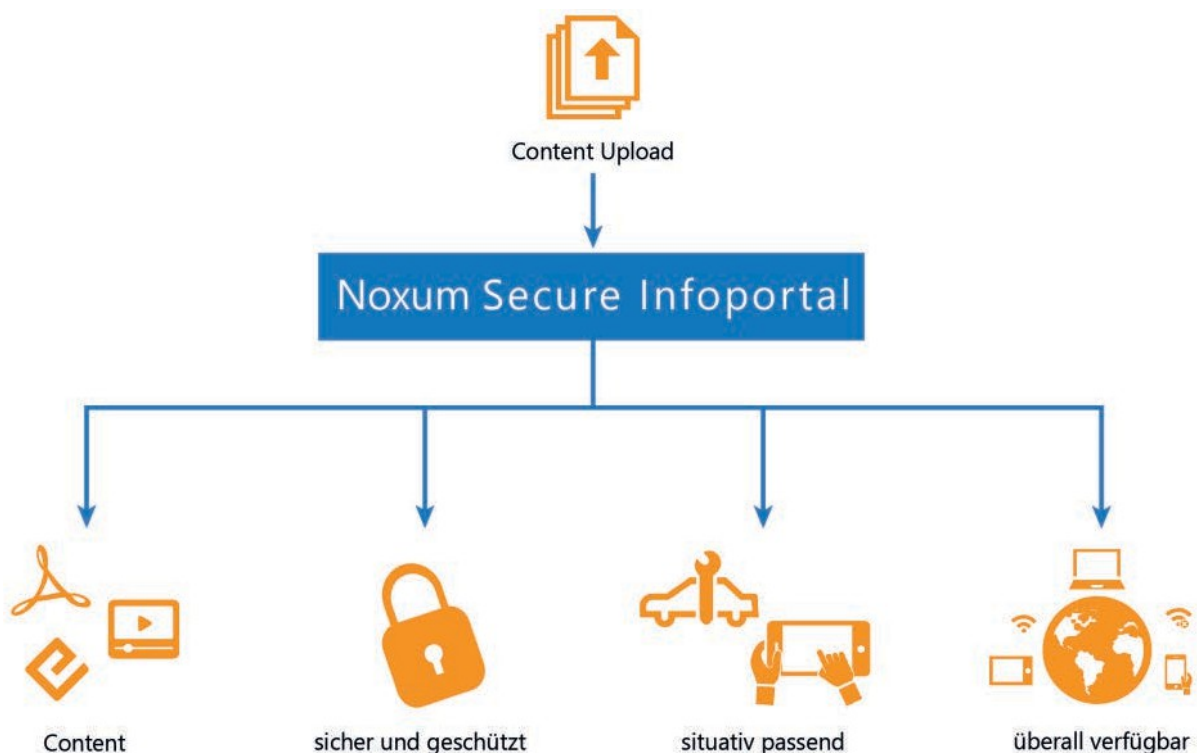 Content Upload
Noxum Secure Infoportal
Content
sicher und geschützt
situativ passend
überall verfügbar